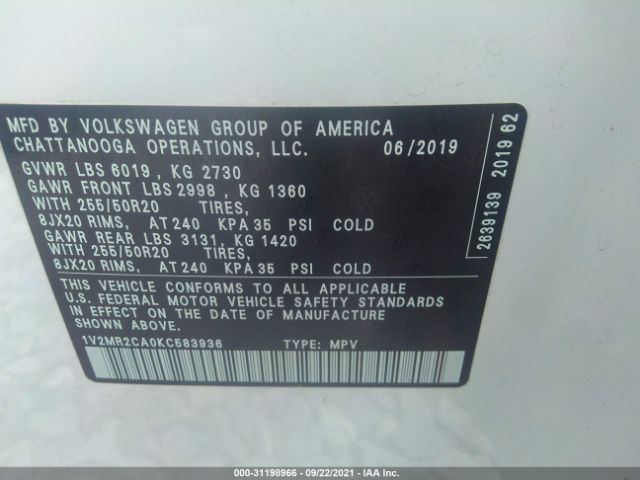 MFD BY VOLKSWAGEN GROUP OF AMERICA
CHATTANOOGA OPERATIONS, LLC. 06/2019
GVWR LBS 6019 , KG 2730
GAWR FRONT LBS 2998 , KG 1360
WITH 255/50R20 TIRES,
8JX20 RIMS, AT 240 KPA 35 PSI COLD
GAWR REAR LBS 3131, KG 1420
WITH 255/50R20 TIRES,
8JX20 RIMS, AT 240 KPA 35 PSI COLD
THIS VEHICLE CONFORMS TO ALL APPLICABLE
U.S. FEDERAL MOTOR VEHICLE SAFETY STANDARDS
IN EFFECT ON THE DATE OF MANUFACTURE
SHOWN ABOVE.
1V2MR2CA0KC583936 TYPE: MPV
2639139 2019 62
000-31198966 - 09/22/2021 - IAA Inc.